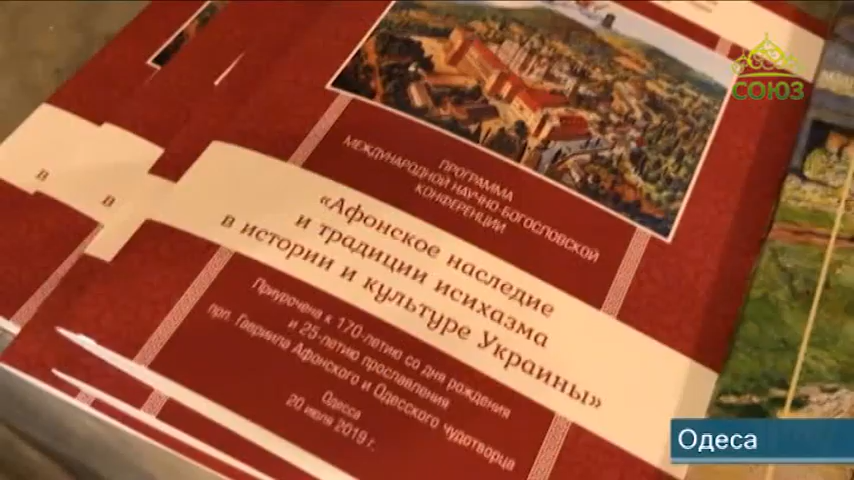 СОЮЗ
ПРОГРАММА
МЕЖДУНАРОДНОЙ НАУЧНО-БОГОСЛОВСКОЙ
КОНФЕРЕНЦИИ
«Афонское наследие
и традиции исихазма
в истории и культуре Украины»
Приурочена к 170-летию со дня рождения
и 25-летию прославления
прп. Гавриила Афонского и Одесского чудотворца
Одесса
20 июля 2019 г.
в
в
Одеса